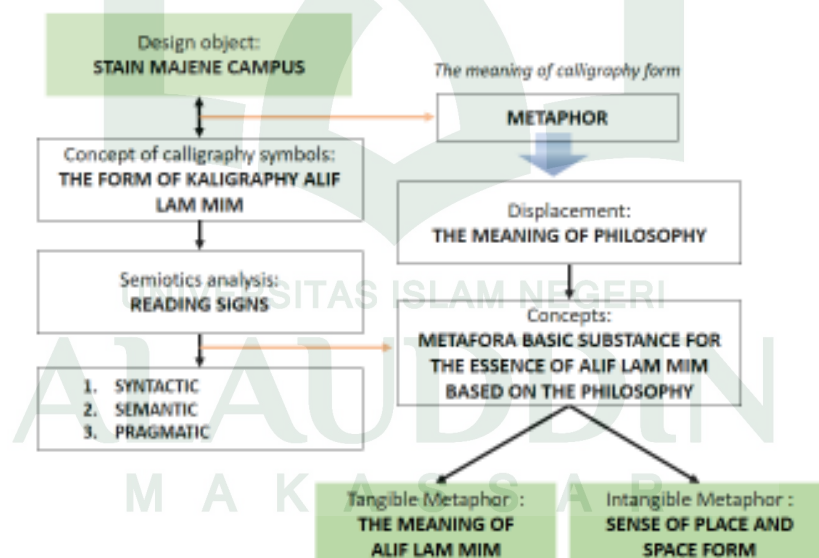 Design object:
STAIN MAJENE CAMPUS
The meaning of calligraphy form
METAPHOR
Concept of calligraphy symbols:
THE FORM OF KALIGRAPHY ALIF
LAM MIM
Displacement:
THE MEANING OF PHILOSOPHY
Semiotics analysis:
READING SIGNS
UNIVERSITAS ISLAM NEGERI
Concepts:
METAFORA BASIC SUBSTANCE FOR
THE ESSENCE OF ALIF LAM MIM
BASED ON THE PHILOSOPHY
1. SYNTACTIC
2. SEMANTIC
3. PRAGMATIC
ALAUDDIN
MAKASSAR
Tangible Metaphor :
THE MEANING OF
ALIF LAM MIM
Intangible Metaphor :
SENSE OF PLACE AND
SPACE FORM